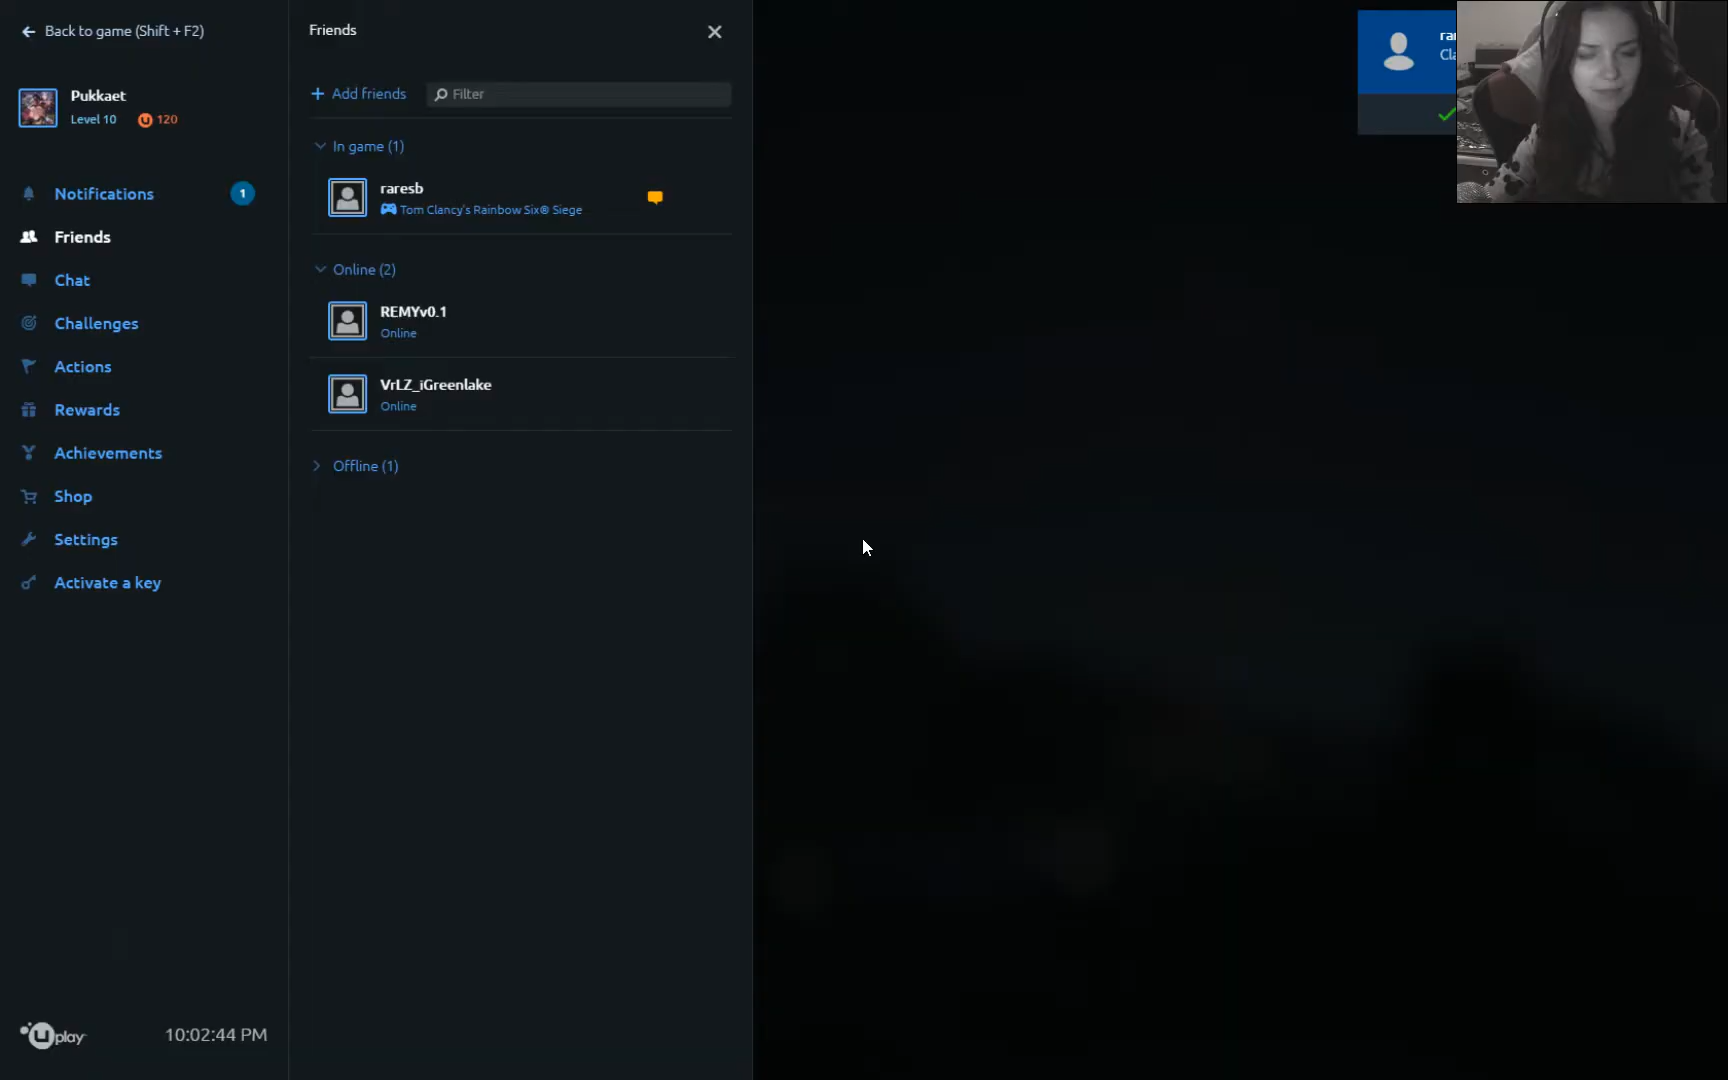 Back to game (Shift + F2)
Pukkaet
Level 10
120
Notifications
1
Friends
Chat
Challenges
Actions
Rewards
Achievements
Shop
Settings
Activate a key
uplay
10:02:44 PM
Friends
+ Add friends
Filter
In game (1)
raresb
Tom Clancy's Rainbow Six® Siege
Online (2)
REMYv0.1
Online
VrLZ_iGreenlake
Online
Offline (1)